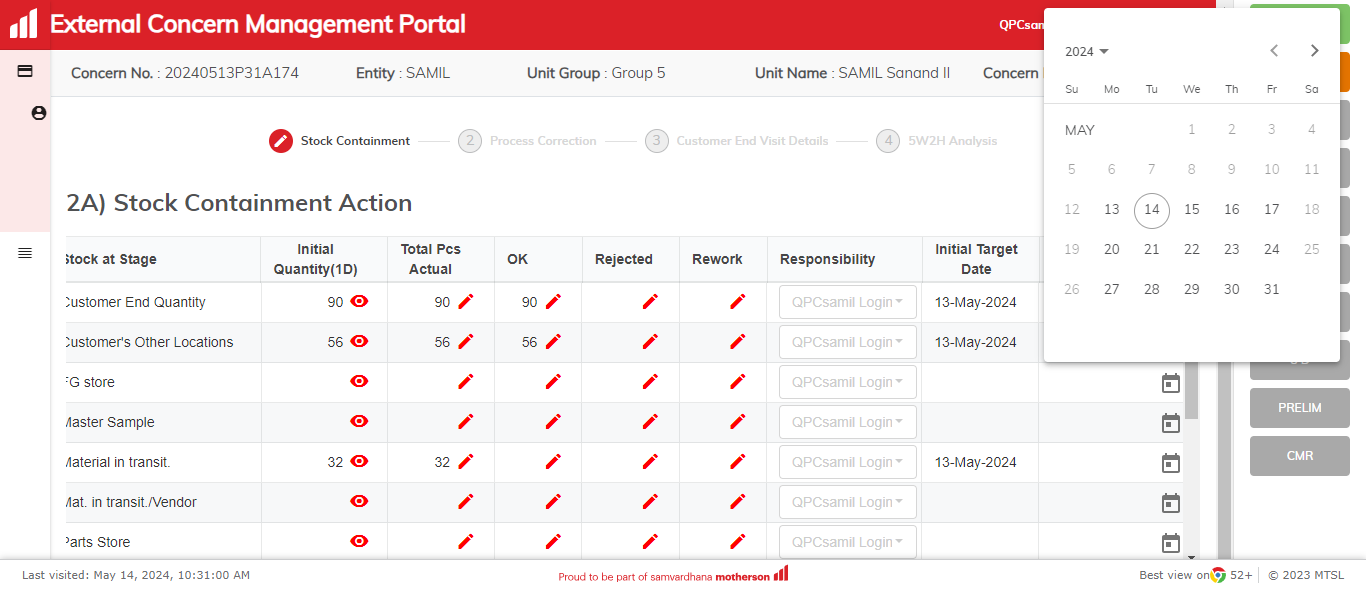 External Concern Management Portal
QPCsam
Concern No. : 20240513P31A174 Entity : SAMIL Unit Group : Group 5 Unit Name : SAMIL Sanand II Concern
Stock Containment 2 Process Correction 3 Customer End Visit Details 4 5W2H Analysis
2A) Stock Containment Action
Stock at Stage Initial Quantity(1D) Total Pcs Actual OK Rejected Rework Responsibility Initial Target Date
Customer End Quantity 90 90 90 QPCsamil Login 13-May-2024
Customer's Other Locations 56 56 56 QPCsamil Login 13-May-2024
FG store QPCsamil Login
Master Sample QPCsamil Login
Material in transit. 32 32 QPCsamil Login 13-May-2024
Mat. in transit./Vendor QPCsamil Login
Parts Store QPCsamil Login
2024
Su Mo Tu We Th Fr Sa
MAY 1 2 3 4
5 6 7 8 9 10 11
12 13 14 15 16 17 18
19 20 21 22 23 24 25
26 27 28 29 30 31
PRELIM
CMR
Last visited: May 14, 2024, 10:31:00 AM
Proud to be part of samvardhana motherson
Best view on 52+ © 2023 MTSL